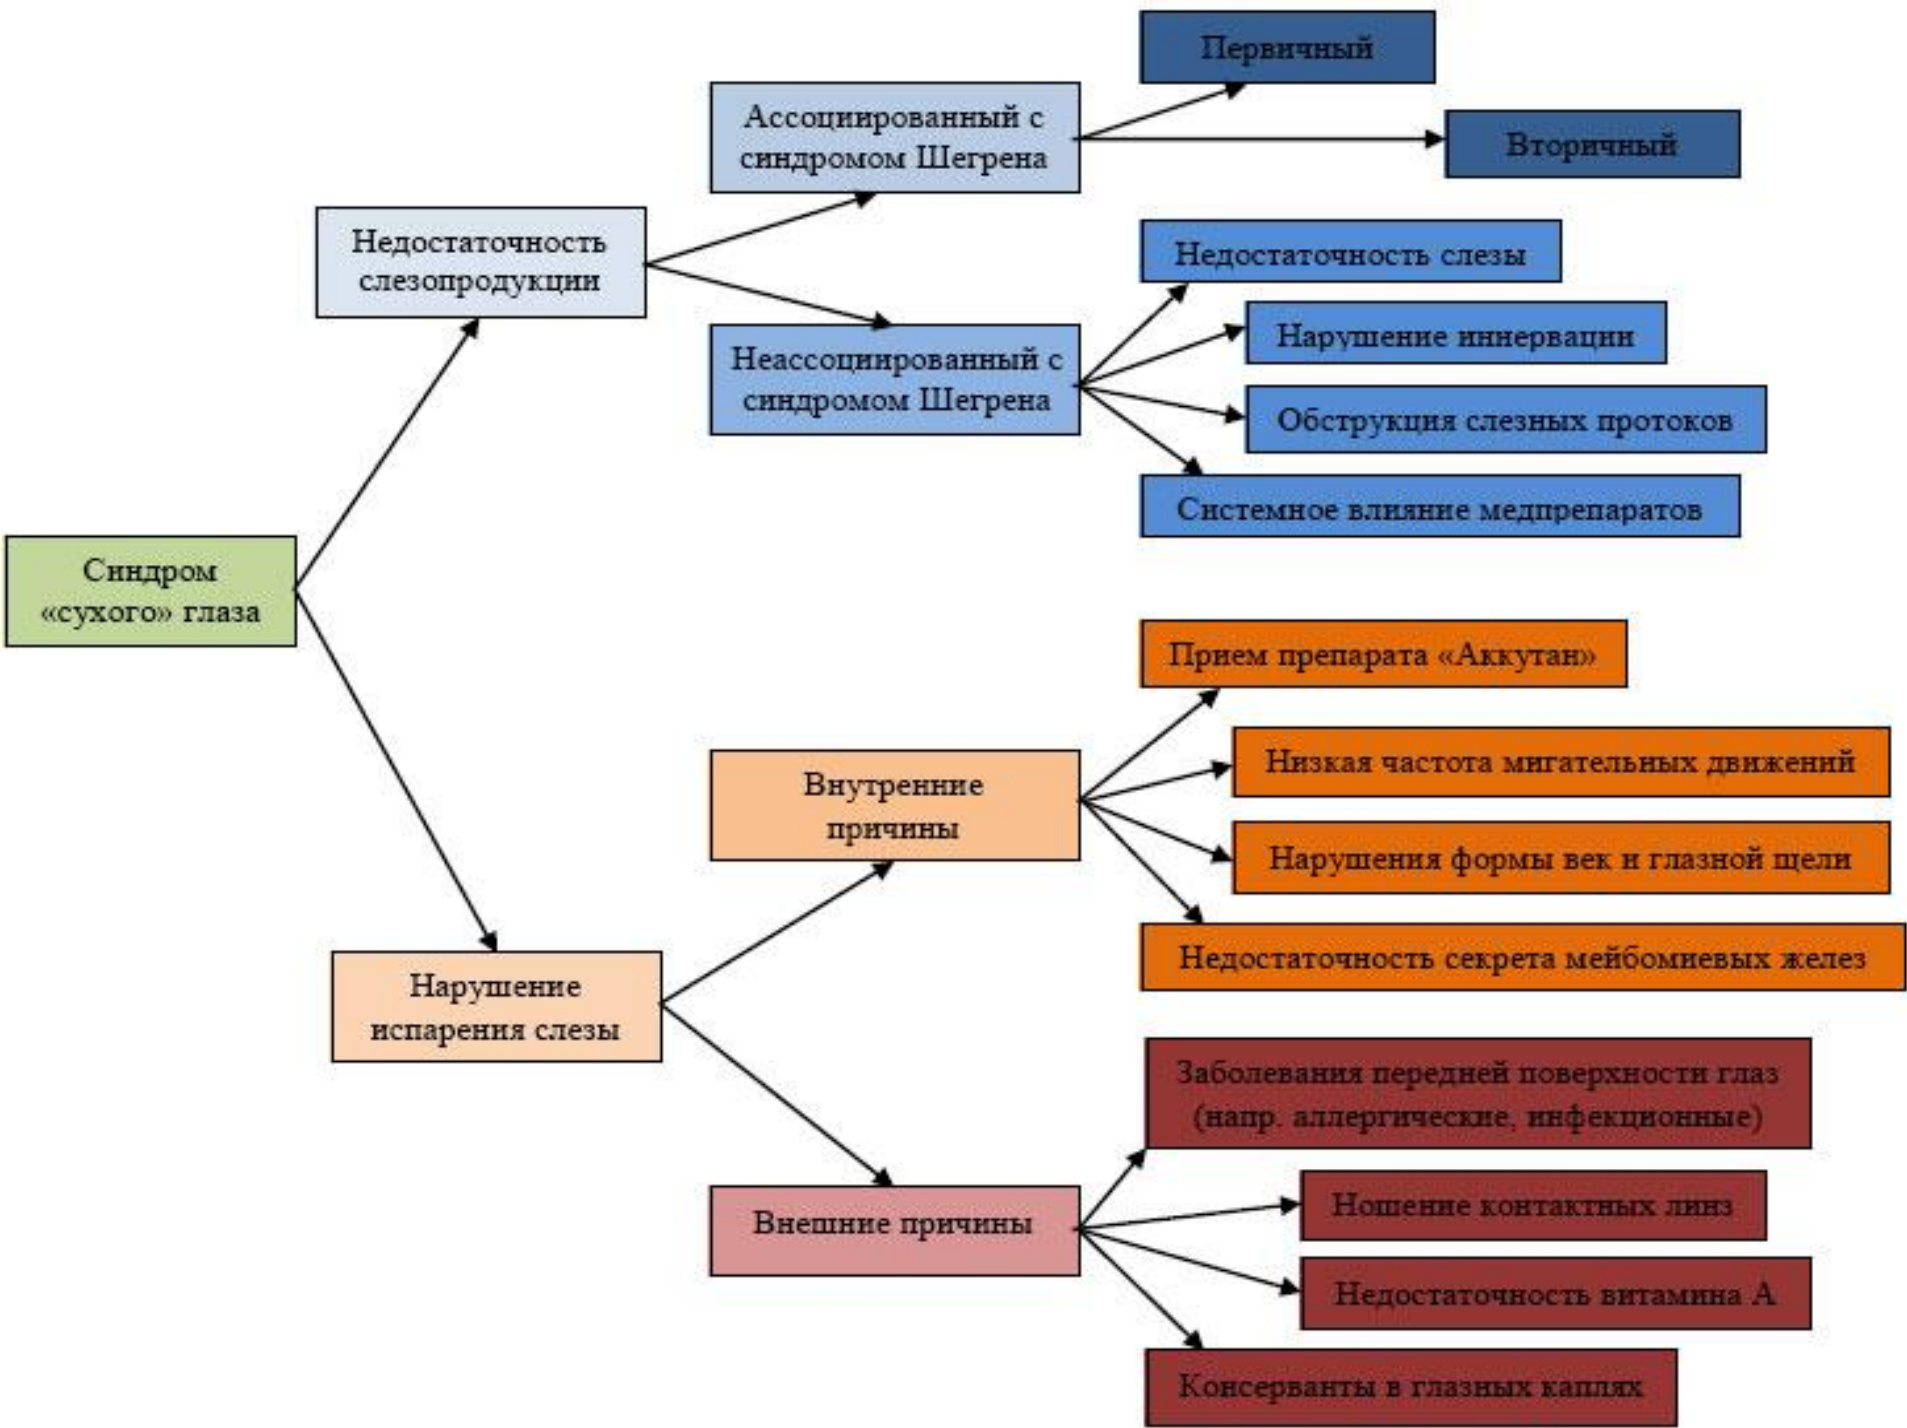 Первичный
Ассоциированный с
синдромом Шегрена
Вторичный
Недостаточность
слезопродукции
Недостаточность слезы
Нарушение иннервации
Неассоциированный с
синдромом Шегрена
Обструкция слезных протоков
Системное влияние медпрепаратов
Синдром
«сухого» глаза
Прием препарата «Аккутан»
Низкая частота мигательных движений
Внутренние
причины
Нарушения формы век и глазной щели
Недостаточность секрета мейбомиевых желез
Нарушение
испарения слезы
Заболевания передней поверхности глаз
(напр. аллергические, инфекционные)
Ношение контактных линз
Внешние причины
Недостаточность витамина А
Консерванты в глазных каплях